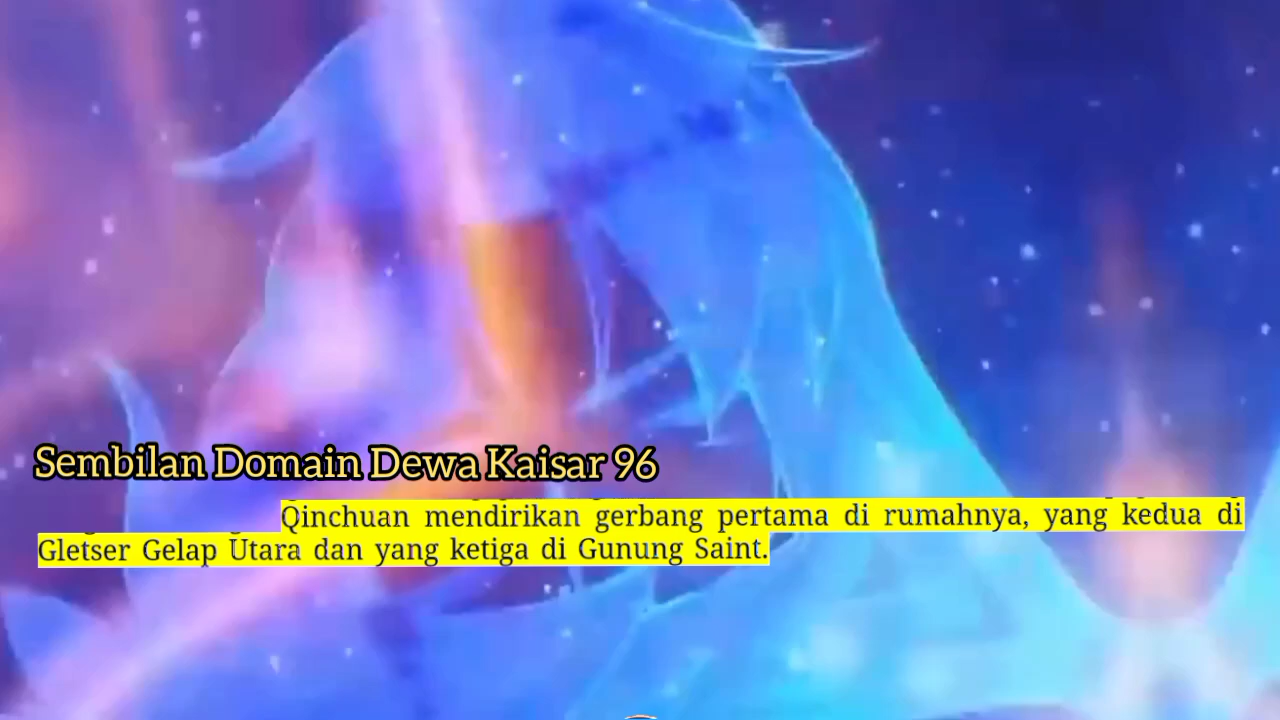 Sembilan Domain Dewa Kaisar 96
Qinchuan mendirikan gerbang pertama di rumahnya, yang kedua di
Gletser Gelap Utara dan yang ketiga di Gunung Saint.